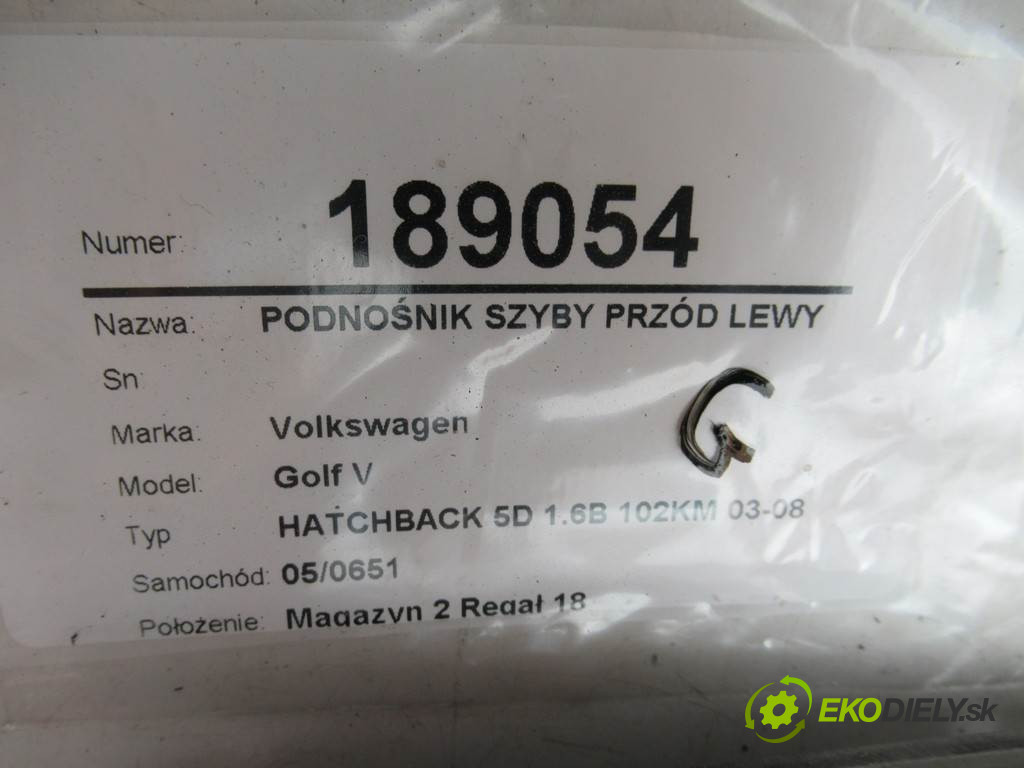 Numer: 189054
Nazwa: PODNOŚNIK SZYBY PRZÓD LEWY
Sn:
Marka: Volkswagen
G
Model: Golf V
Typ HATCHBACK 5D 1.6B 102KM 03-08
Samochód: 05/0651
Położenie: Magazyn 2 Regał 18
EKODIELY.sk